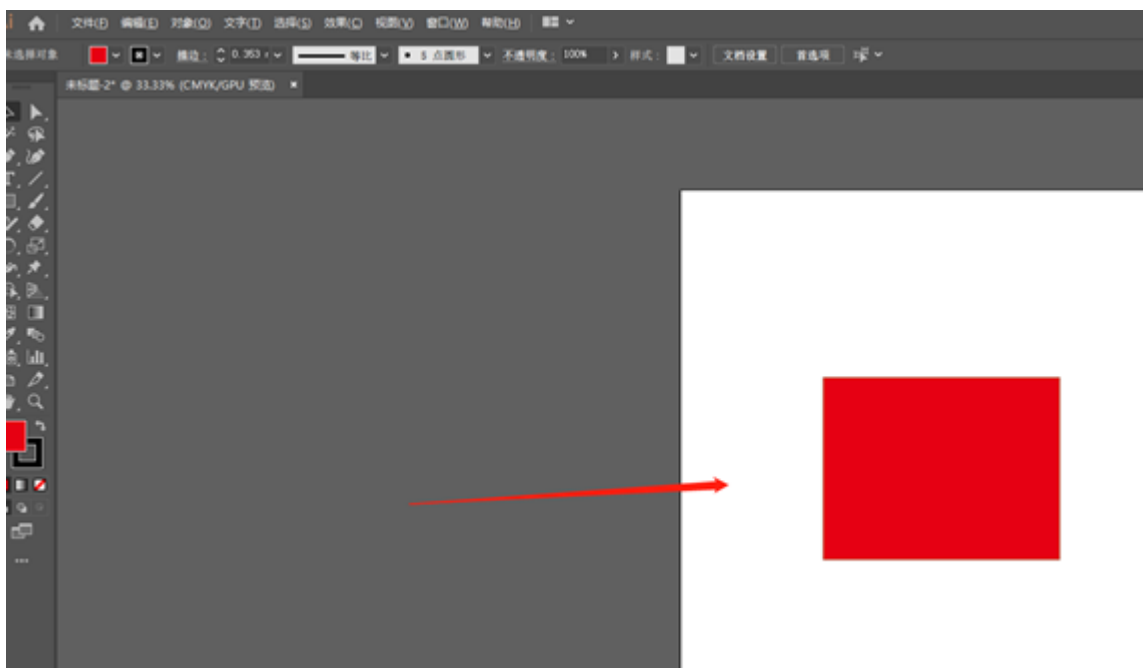 文件(F) 编辑(E) 对象(O) 文字(T) 选择(S) 效果(C) 视图(V) 窗口(W) 帮助(H)
未选择对象 描边: 0.353 等比 5 点圆形 不透明度: 100% 样式: 文档设置 首选项
未标题-2* @ 33.33% (CMYK/GPU 预览) ×